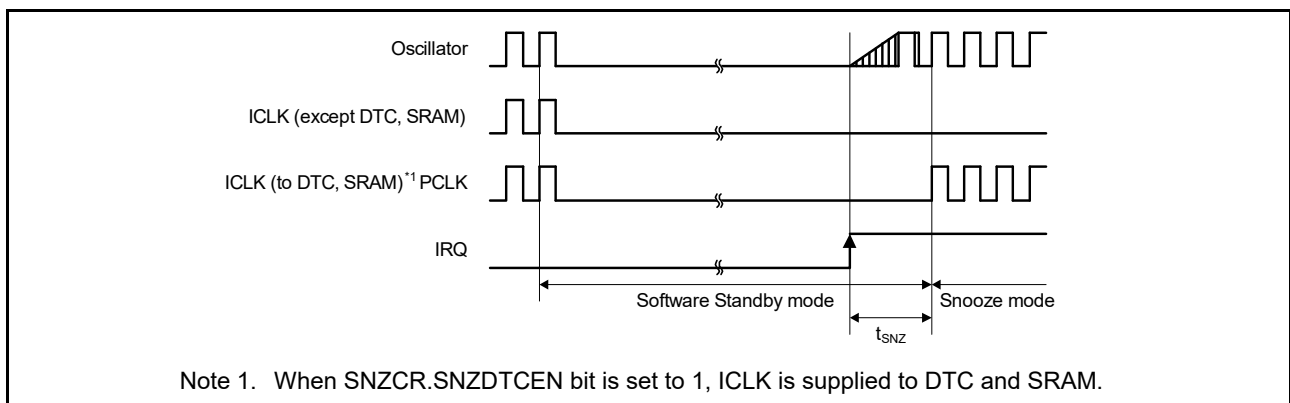 Oscillator
ICLK (except DTC, SRAM)
ICLK (to DTC, SRAM)*1 PCLK
IRQ
Software Standby mode
Snooze mode
tSNZ
Note 1. When SNZCR.SNZDTCEN bit is set to 1, ICLK is supplied to DTC and SRAM.